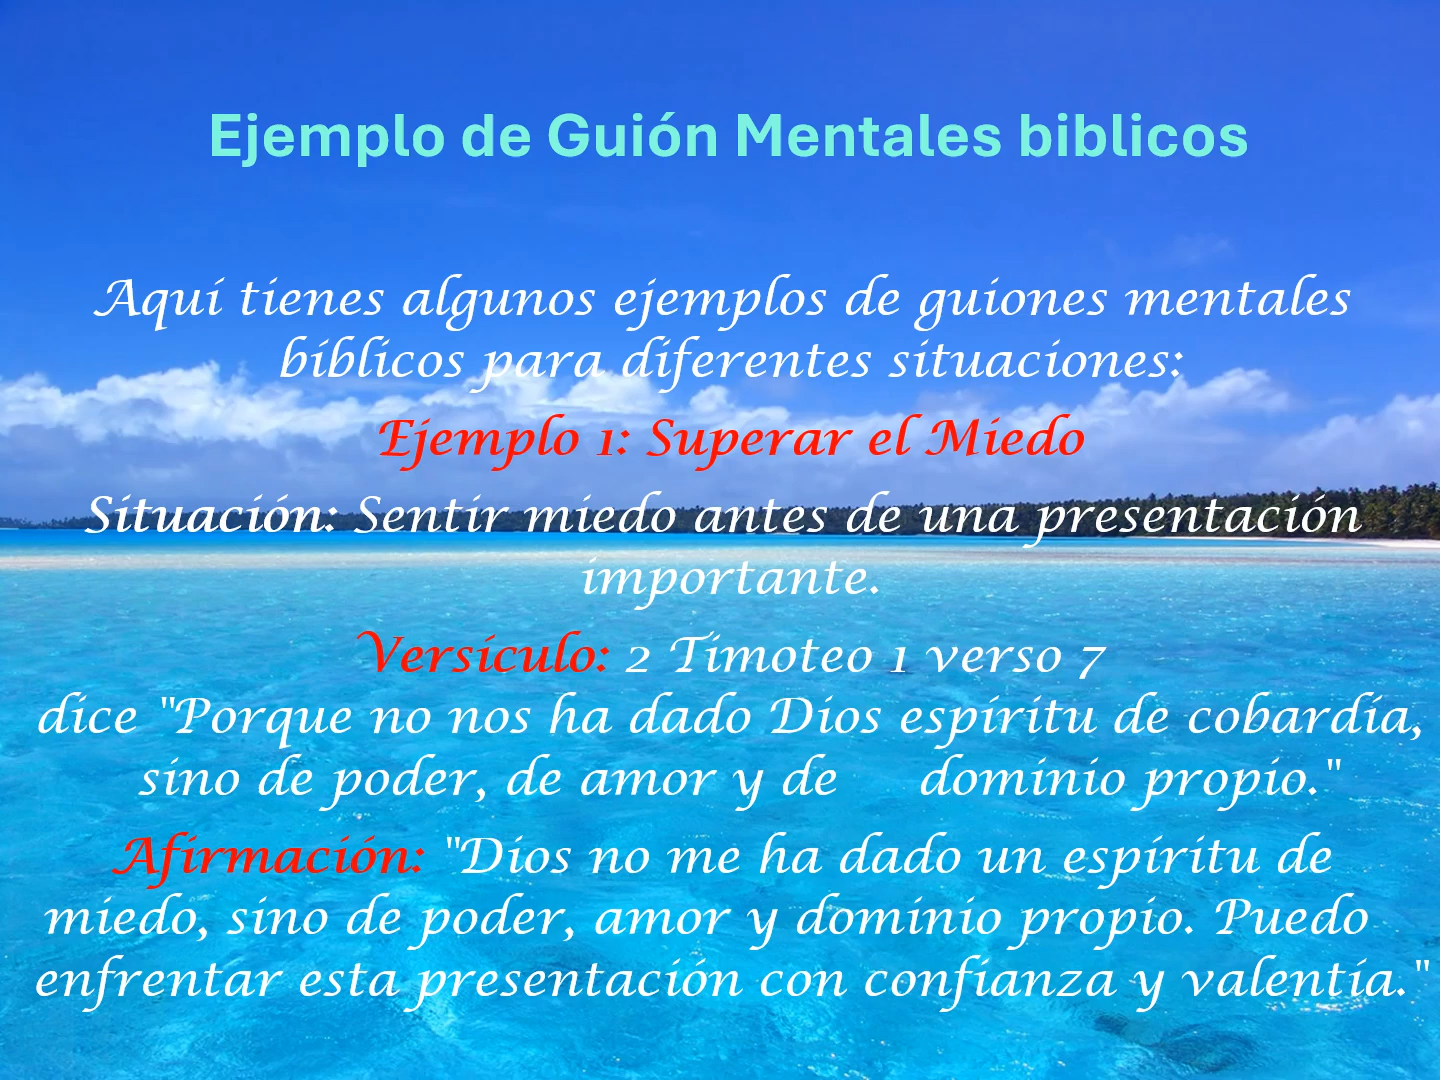 Ejemplo de Guión Mentales biblicos
Aquí tienes algunos ejemplos de guiones mentales
bíblicos para diferentes situaciones:
Ejemplo 1: Superar el Miedo
Situación: Sentir miedo antes de una presentación
importante.
Versículo: 2 Timoteo 1 verso 7
dice "Porque no nos ha dado Dios espíritu de cobardía,
sino de poder, de amor y de dominio propio."
Afirmación: "Dios no me ha dado un espíritu de
miedo, sino de poder, amor y dominio propio. Puedo
enfrentar esta presentación con confianza y valentía."